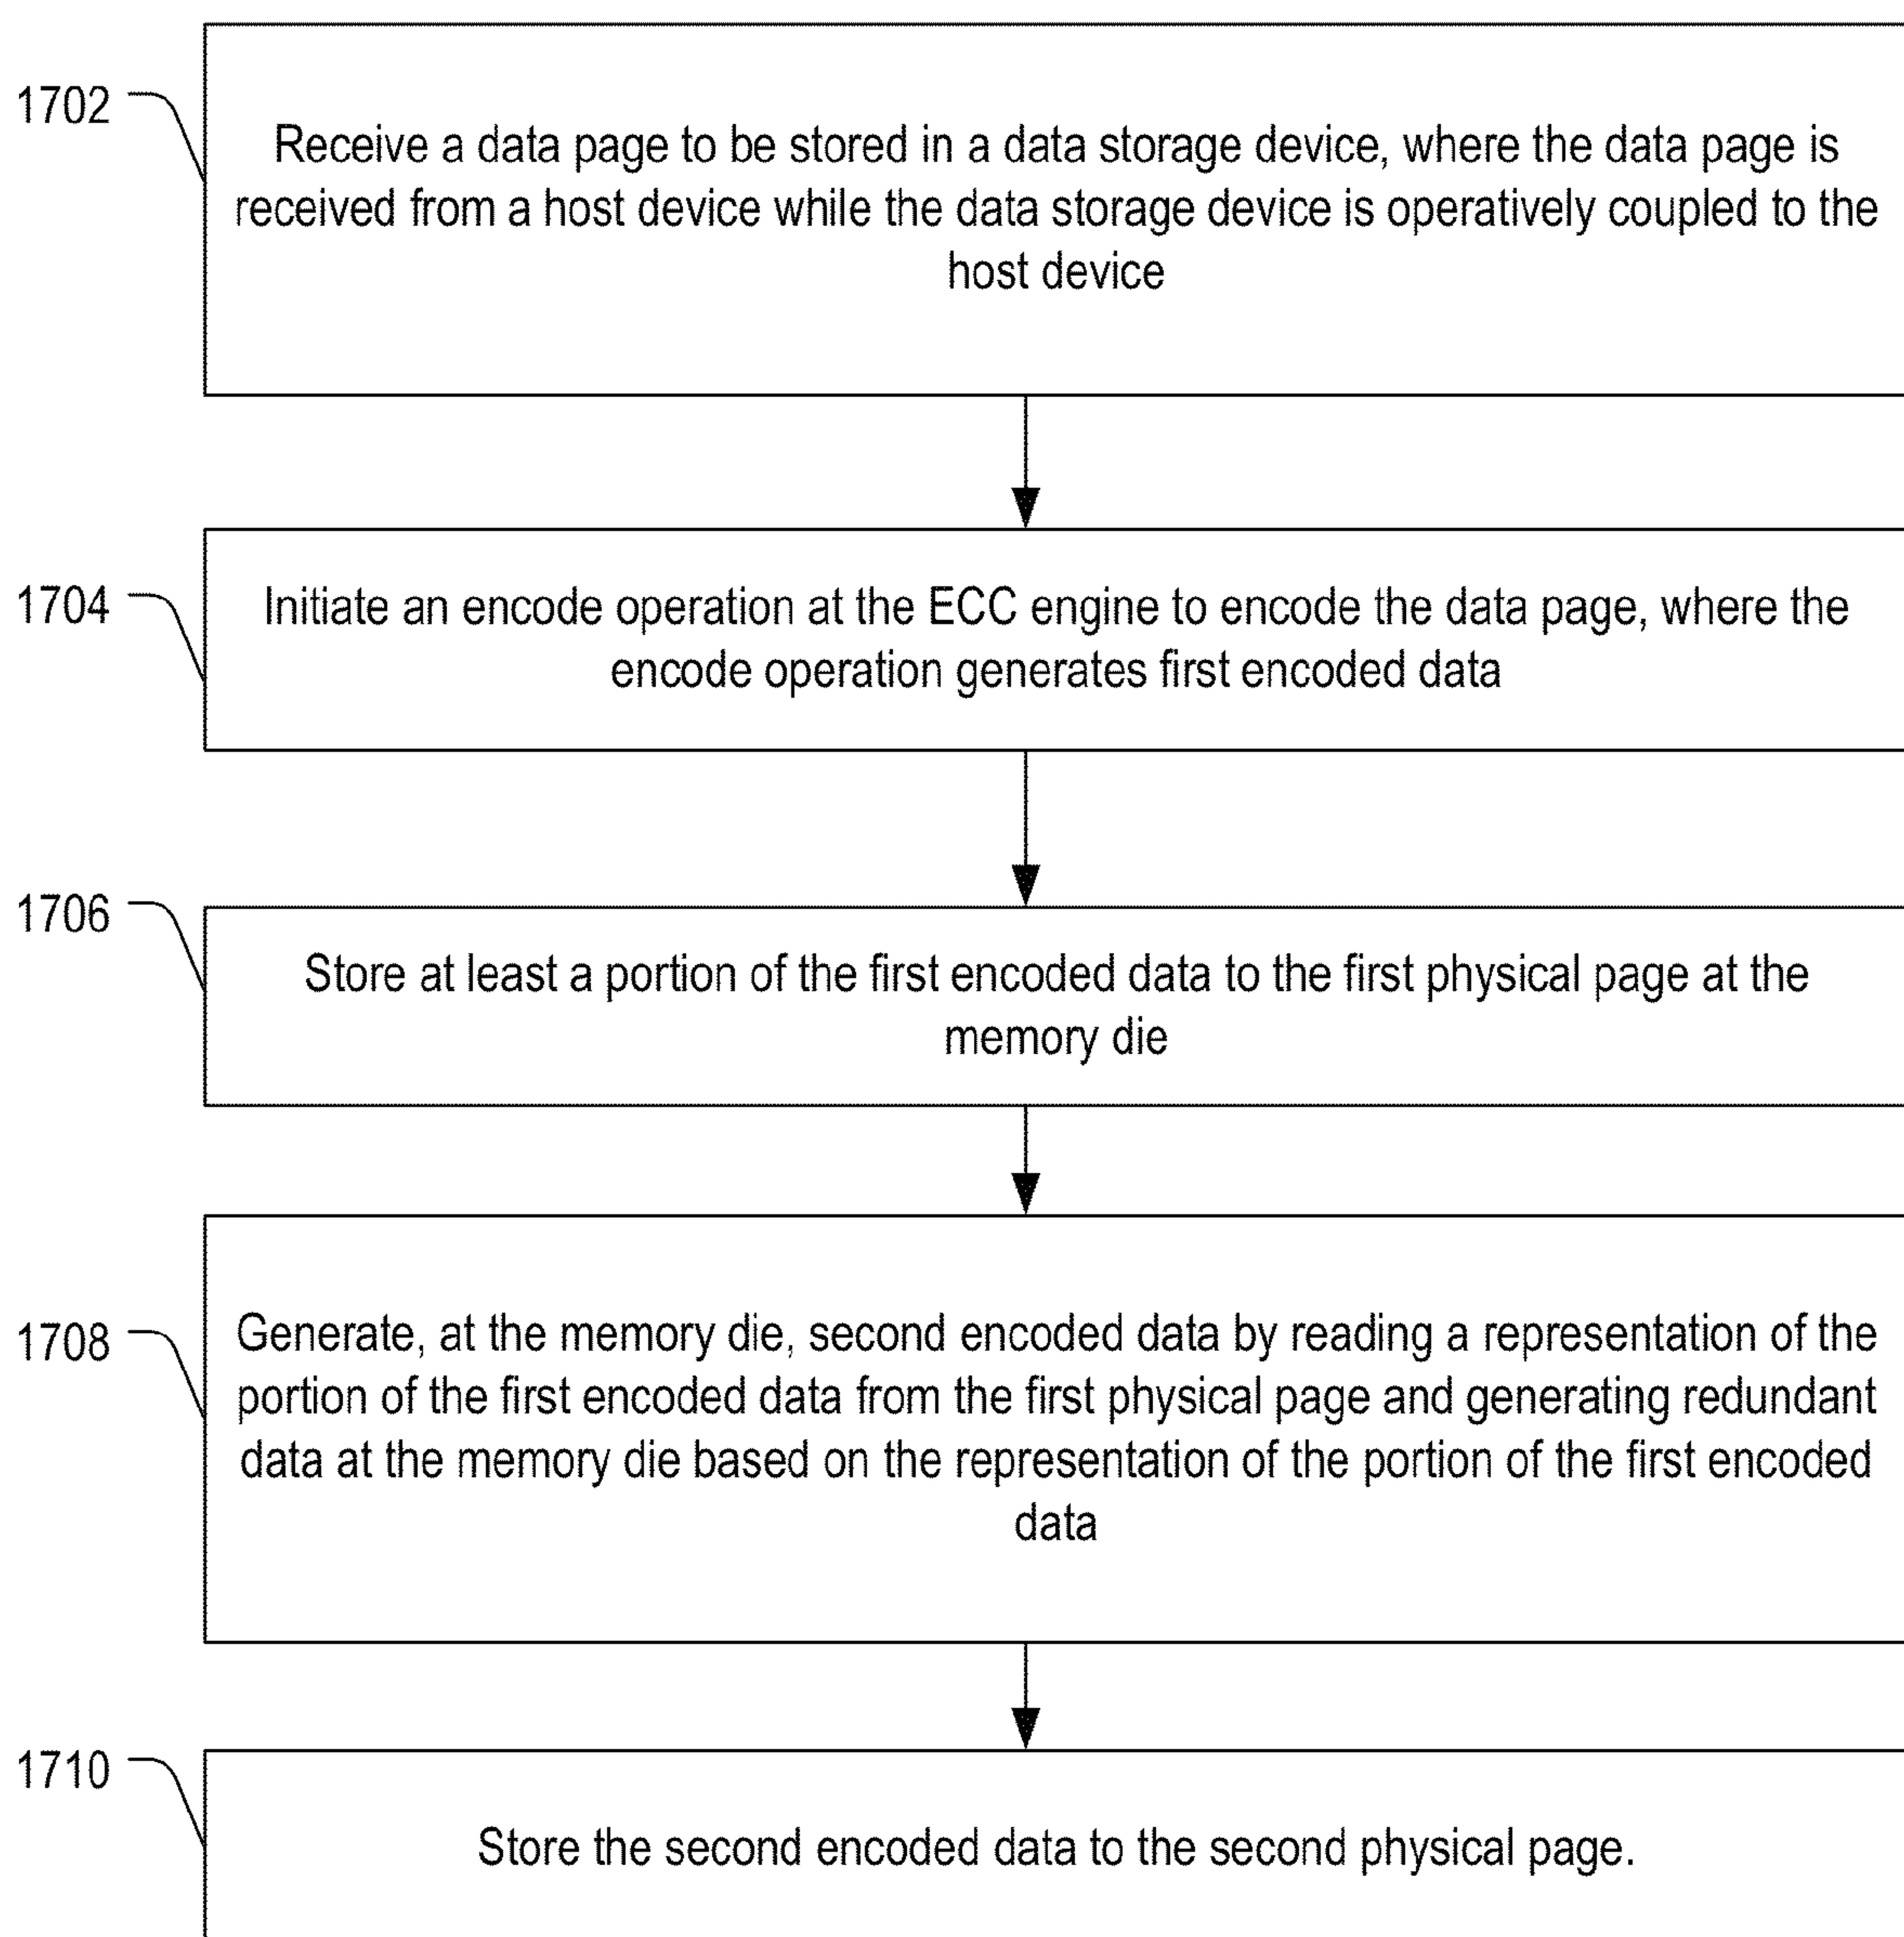 1702
Receive a data page to be stored in a data storage device, where the data page is
received from a host device while the data storage device is operatively coupled to the
host device
1704
Initiate an encode operation at the ECC engine to encode the data page, where the
encode operation generates first encoded data
1706
Store at least a portion of the first encoded data to the first physical page at the
memory die
1708
Generate, at the memory die, second encoded data by reading a representation of the
portion of the first encoded data from the first physical page and generating redundant
data at the memory die based on the representation of the portion of the first encoded
data
1710
Store the second encoded data to the second physical page.